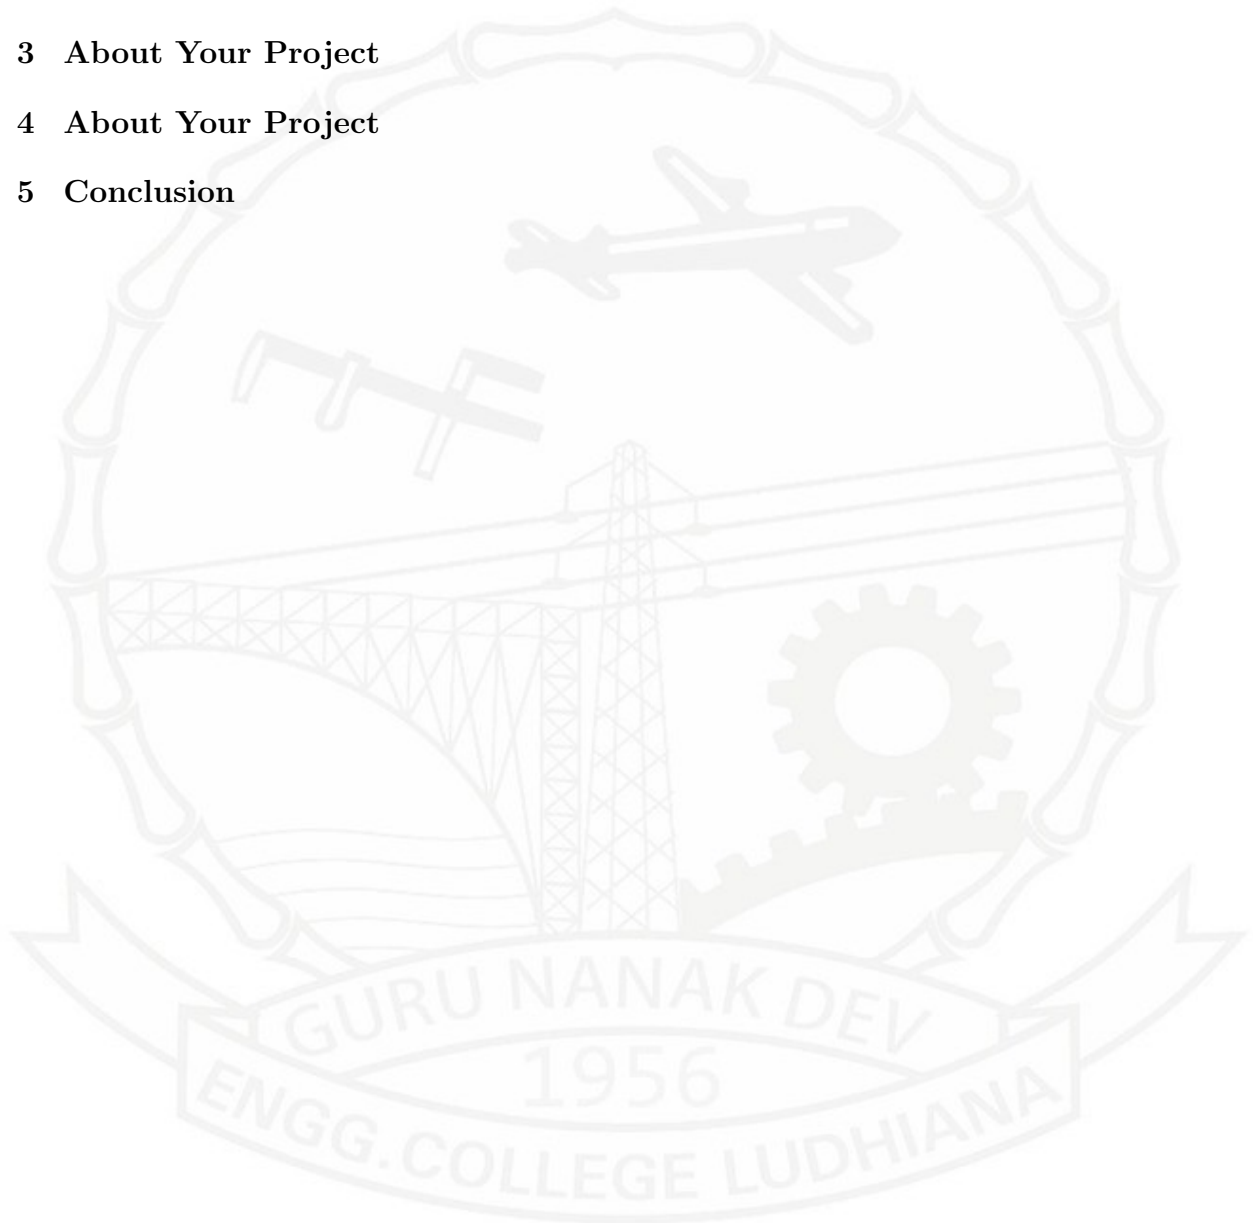 3 About Your Project
4 About Your Project
5 Conclusion
GURU NANAK DEV
1956
ENGG.COLLEGE LUDHIANA